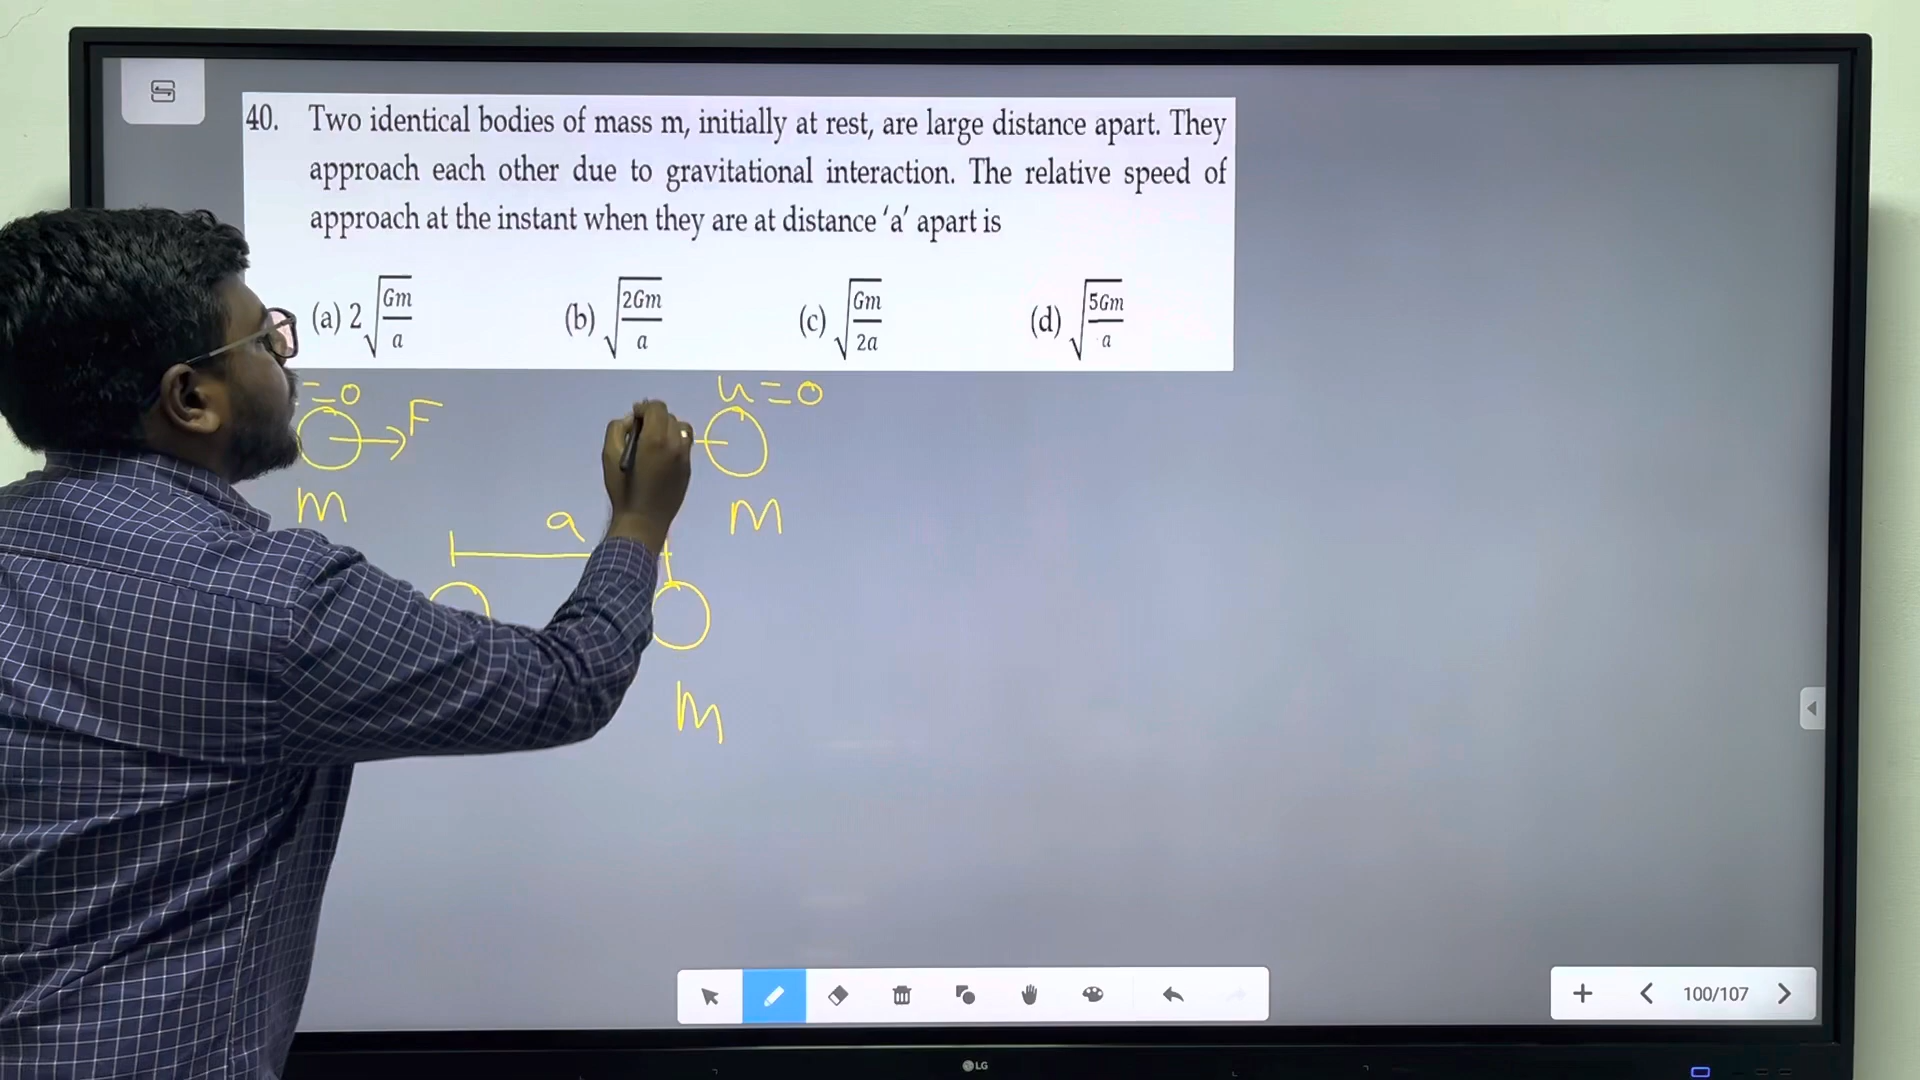 40. Two identical bodies of mass m, initially at rest, are large distance apart. They
approach each other due to gravitational interaction. The relative speed of
approach at the instant when they are at distance ‘a’ apart is
(a) 2√(Gm/a) (b) √(2Gm/a) (c) √(Gm/2a) (d) √(5Gm/a)
=0 u=0
F
m m
a
m
100/107
LG